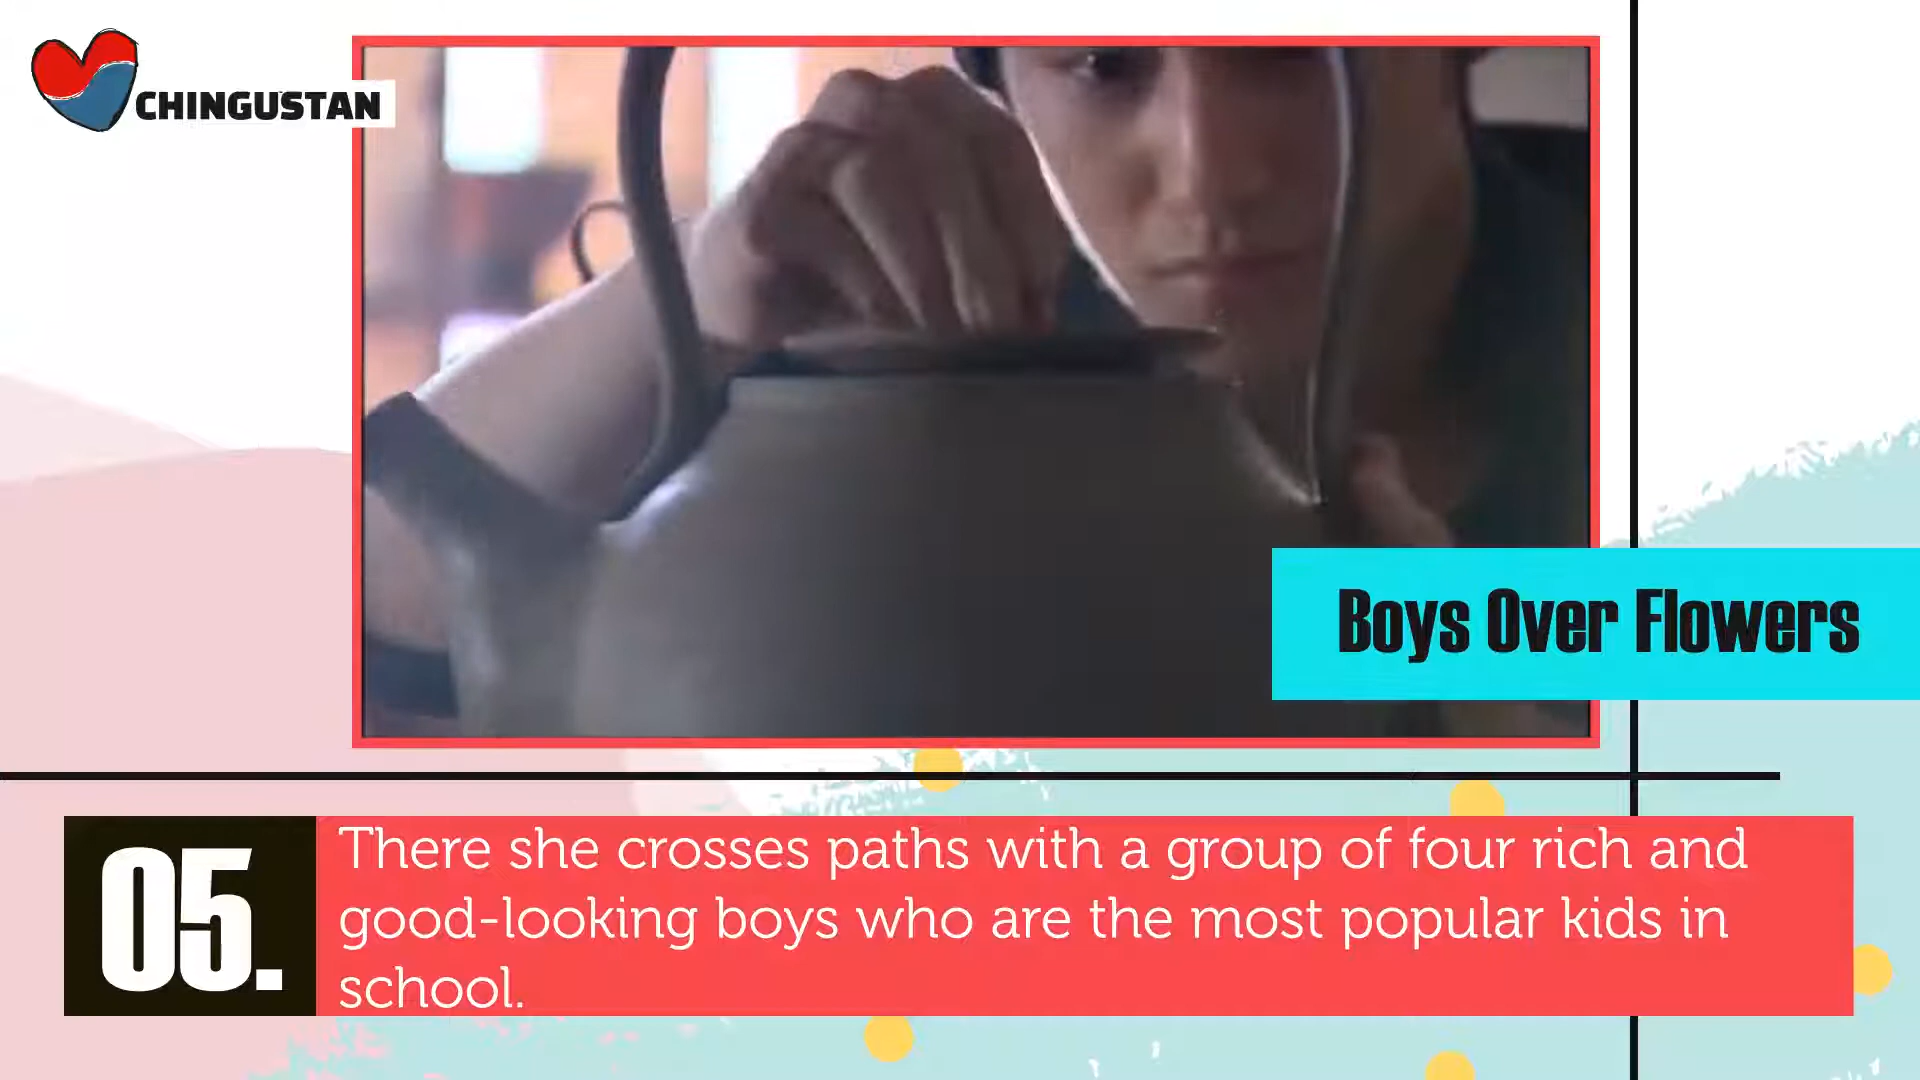 CHINGUSTAN
Boys Over Flowers
05.
There she crosses paths with a group of four rich and
good-looking boys who are the most popular kids in
school.